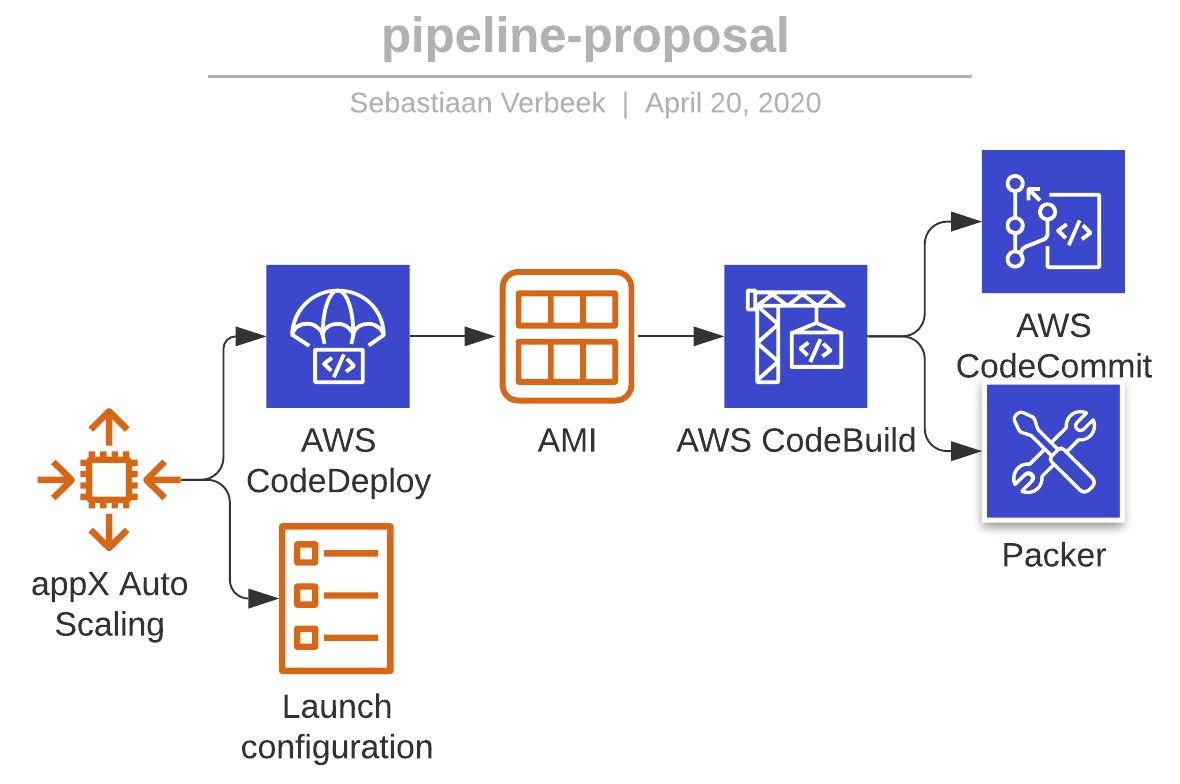 pipeline-proposal
Sebastiaan Verbeek | April 20, 2020
AWS
CodeCommit
AWS
CodeDeploy
AMI
AWS CodeBuild
Packer
appX Auto
Scaling
Launch
configuration